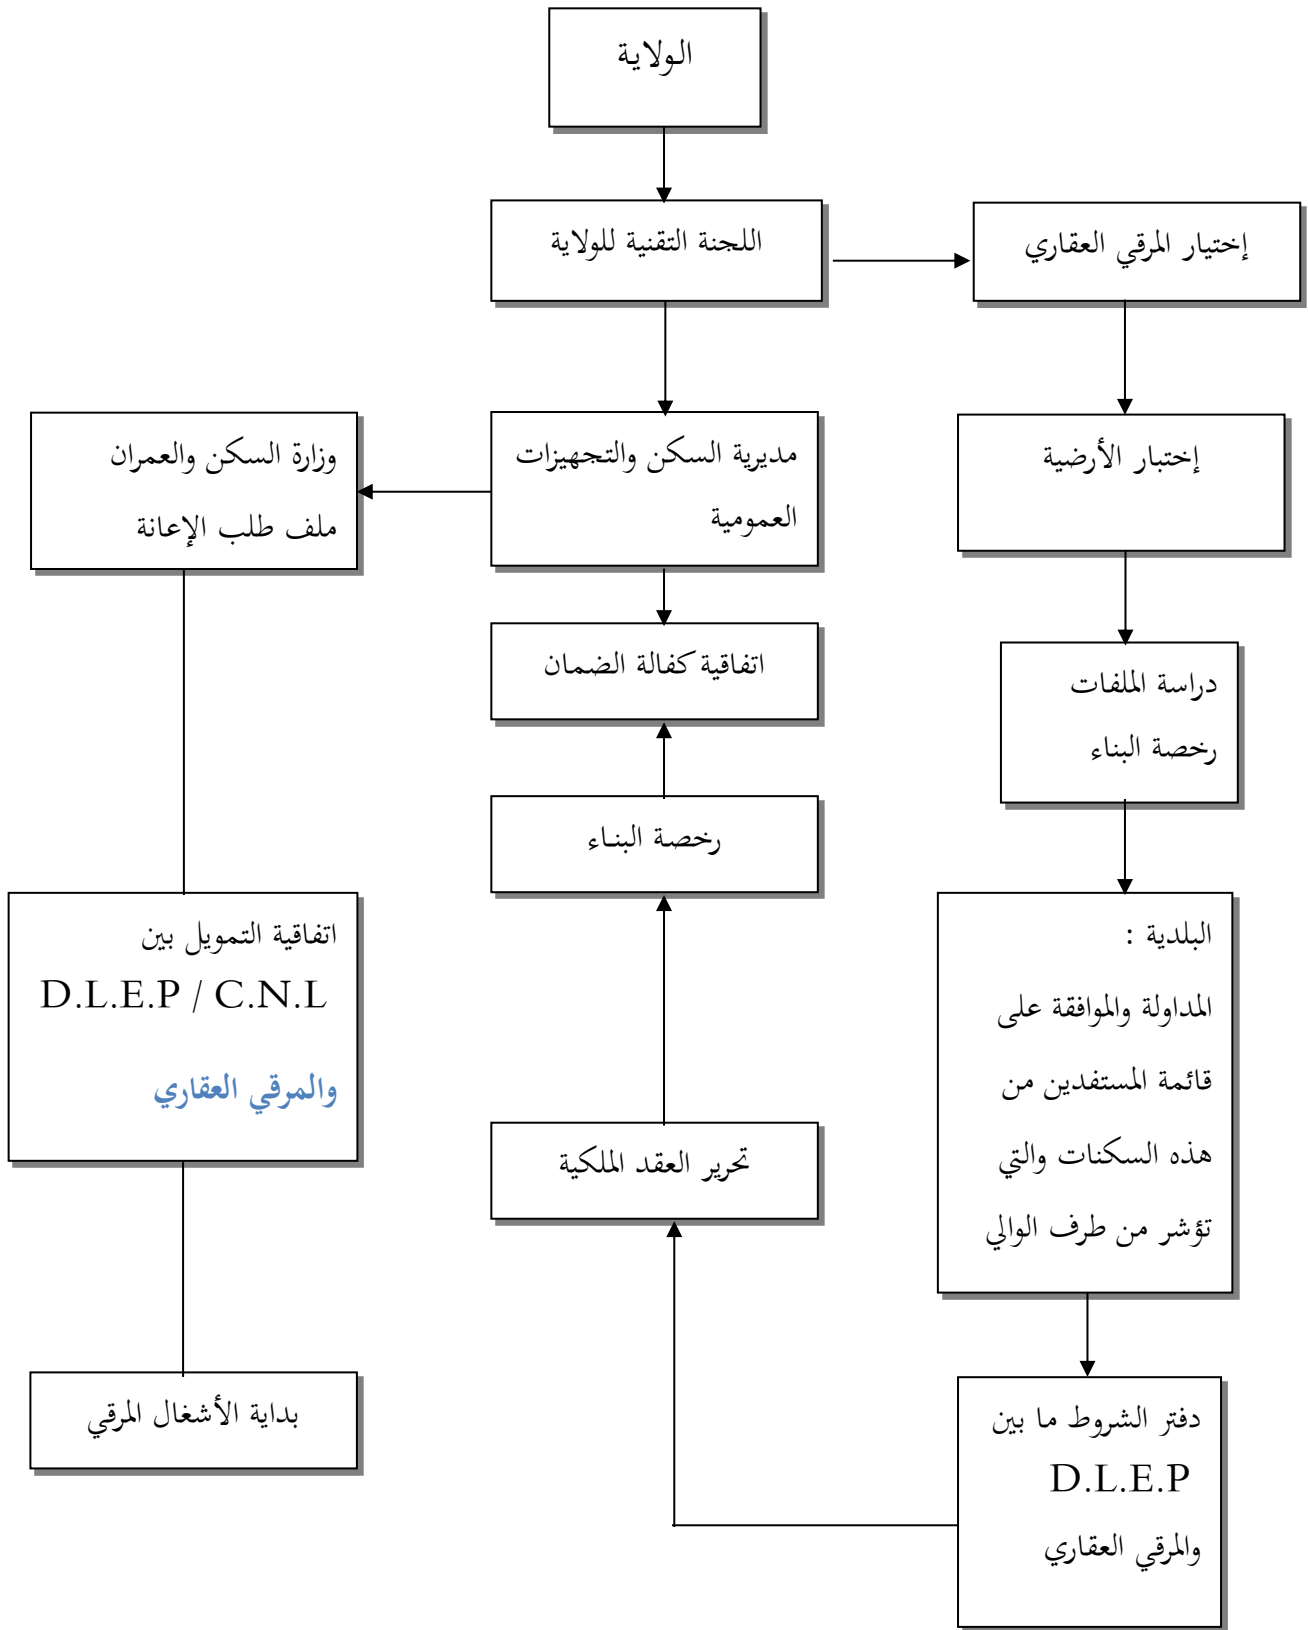 الولاية
اللجنة التقنية للولاية
إختيار المرقي العقاري
مديرية السكن والتجهيزات
العمومية
وزارة السكن والعمران
ملف طلب الإعانة
إختبار الأرضية
اتفاقية كفالة الضمان
دراسة الملفات
رخصة البناء
رخصة البناء
البلدية :
المداولة والموافقة على
قائمة المستفدين من
هذه السكنات والتي
تؤشر من طرف الوالي
اتفاقية التمويل بين
D.L.E.P / C.N.L
والمرقي العقاري
تحرير العقد الملكية
دفتر الشروط ما بين
D.L.E.P
والمرقي العقاري
بداية الأشغال المرقي